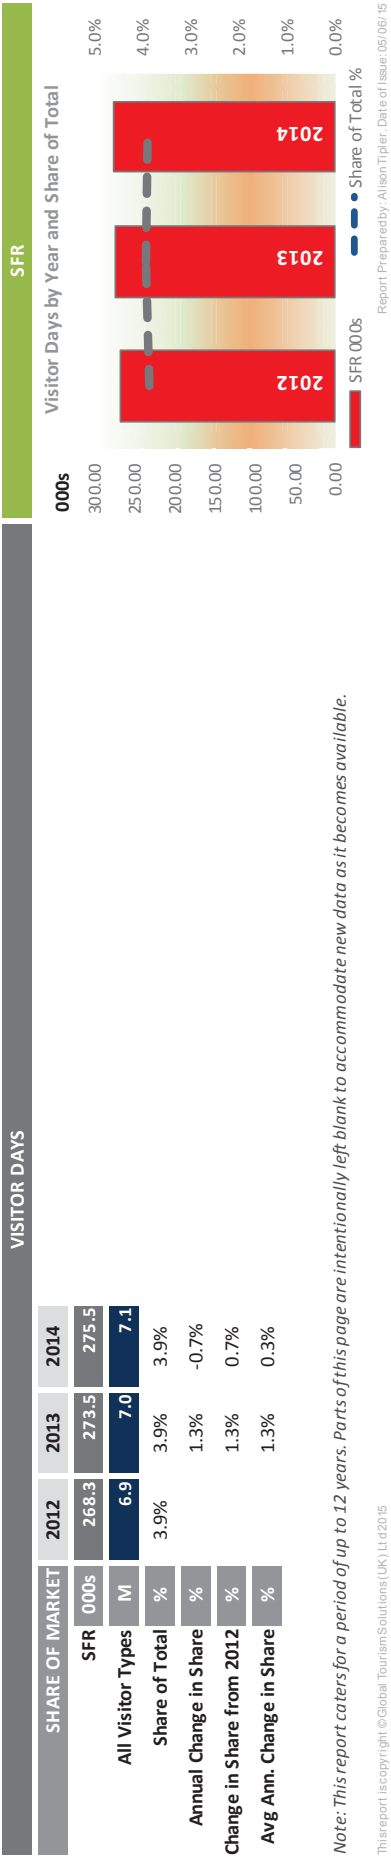 VISITOR DAYS
SFR
SHARE OF MARKET 2012 2013 2014
SFR 000s 268.3 273.5 275.5
All Visitor Types M 6.9 7.0 7.1
Share of Total % 3.9% 3.9% 3.9%
Annual Change in Share % 1.3% -0.7%
Change in Share from 2012 % 1.3% 0.7%
Avg Ann. Change in Share % 1.3% 0.3%
Visitor Days by Year and Share of Total
000s
300.00 5.0%
250.00 4.0%
200.00 3.0%
150.00 2.0%
100.00 1.0%
50.00
0.00 0.0%
2012 2013 2014
SFR 000s Share of Total %
Note: This report caters for a period of up to 12 years. Parts of this page are intentionally left blank to accommodate new data as it becomes available.
This report is copyright © Global Tourism Solutions (UK) Ltd 2015
Report Prepared by: Alison Tipler. Date of Issue: 05/06/15